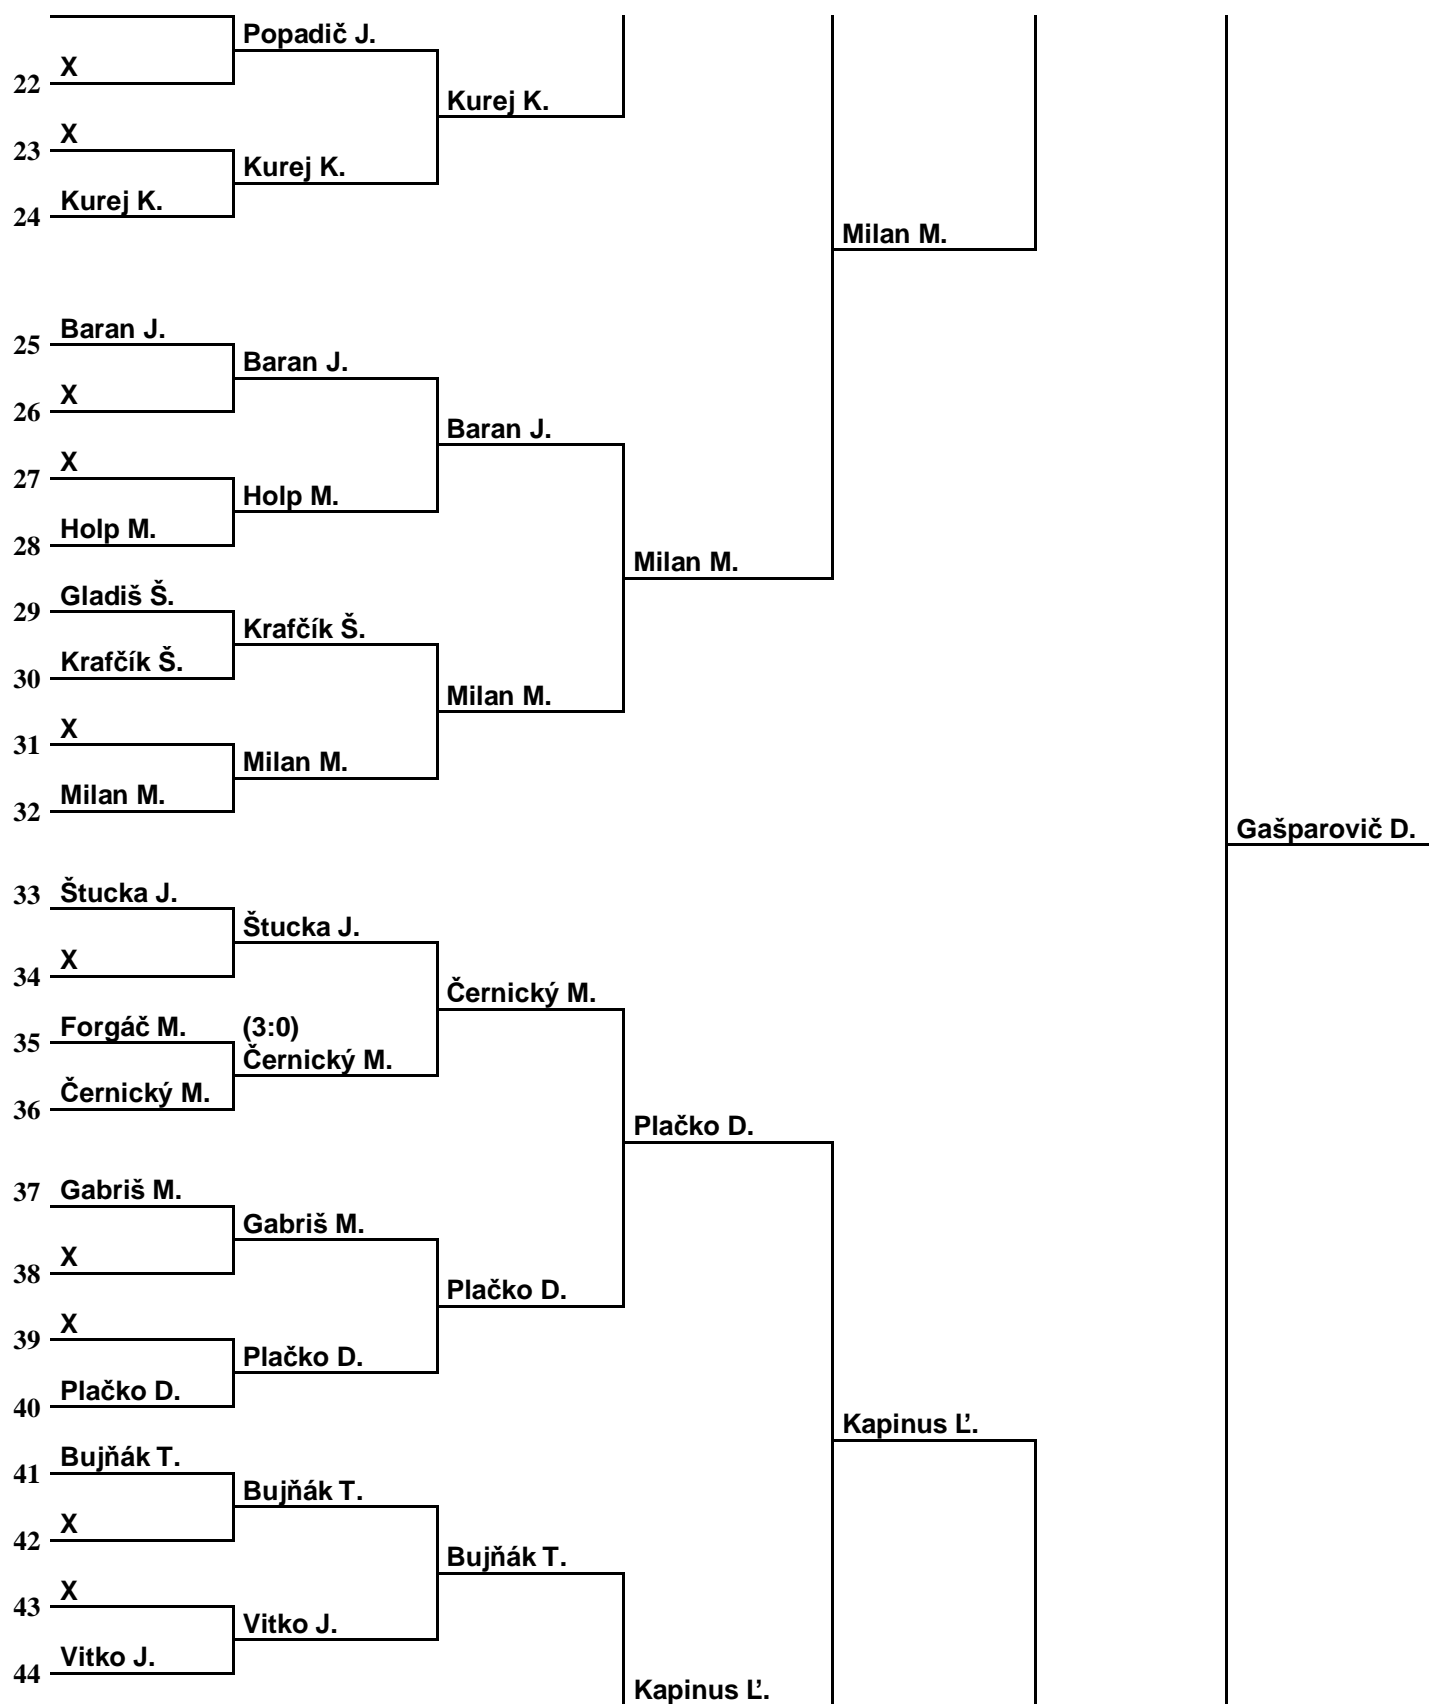 Popadič J.
22 X
Kurej K.
23 X
Kurej K.
24 Kurej K.
Milan M.
25 Baran J.
Baran J.
26 X
Baran J.
27 X
Holp M.
28 Holp M.
Milan M.
29 Gladiš Š.
Krafčík Š.
30 Krafčík Š.
Milan M.
31 X
Milan M.
32 Milan M.
Gašparovič D.
33 Štucka J.
Štucka J.
34 X
Černický M.
35 Forgáč M. (3:0)
Černický M.
36 Černický M.
Plačko D.
37 Gabriš M.
Gabriš M.
38 X
Plačko D.
39 X
Plačko D.
40 Plačko D.
Kapinus Ľ.
41 Bujňák T.
Bujňák T.
42 X
Bujňák T.
43 X
Vitko J.
44 Vitko J.
Kapinus Ľ.